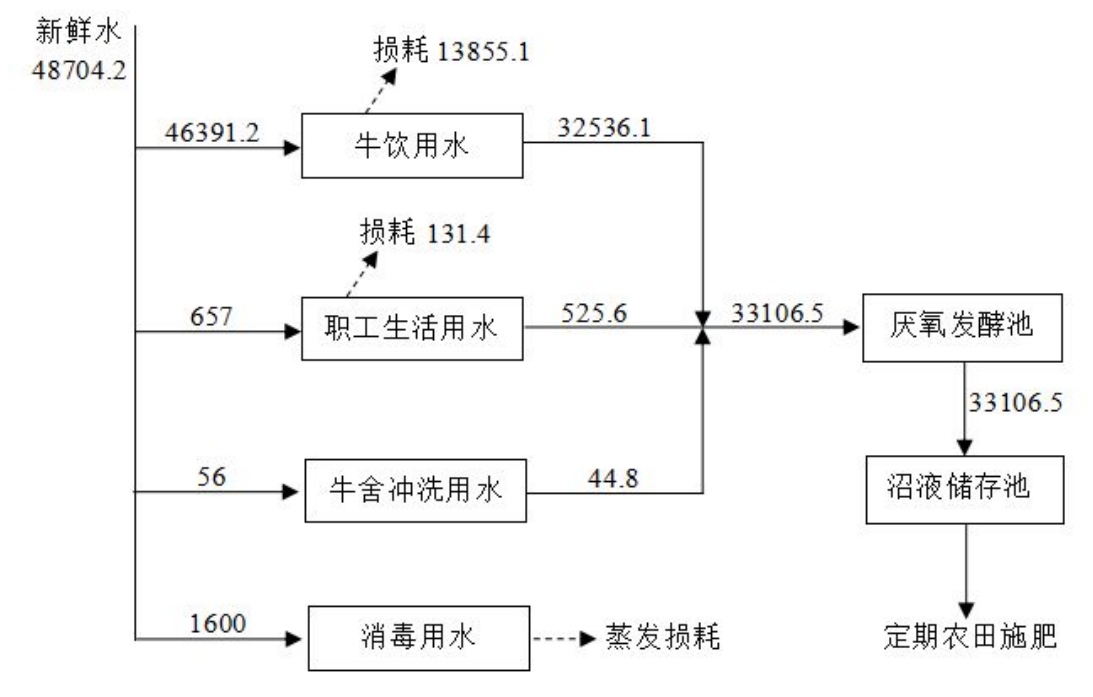 新鲜水
48704.2
损耗 13855.1
46391.2
牛饮用水
32536.1
损耗 131.4
657
职工生活用水
525.6
33106.5
厌氧发酵池
33106.5
56
牛舍冲洗用水
44.8
沼液储存池
1600
消毒用水
蒸发损耗
定期农田施肥